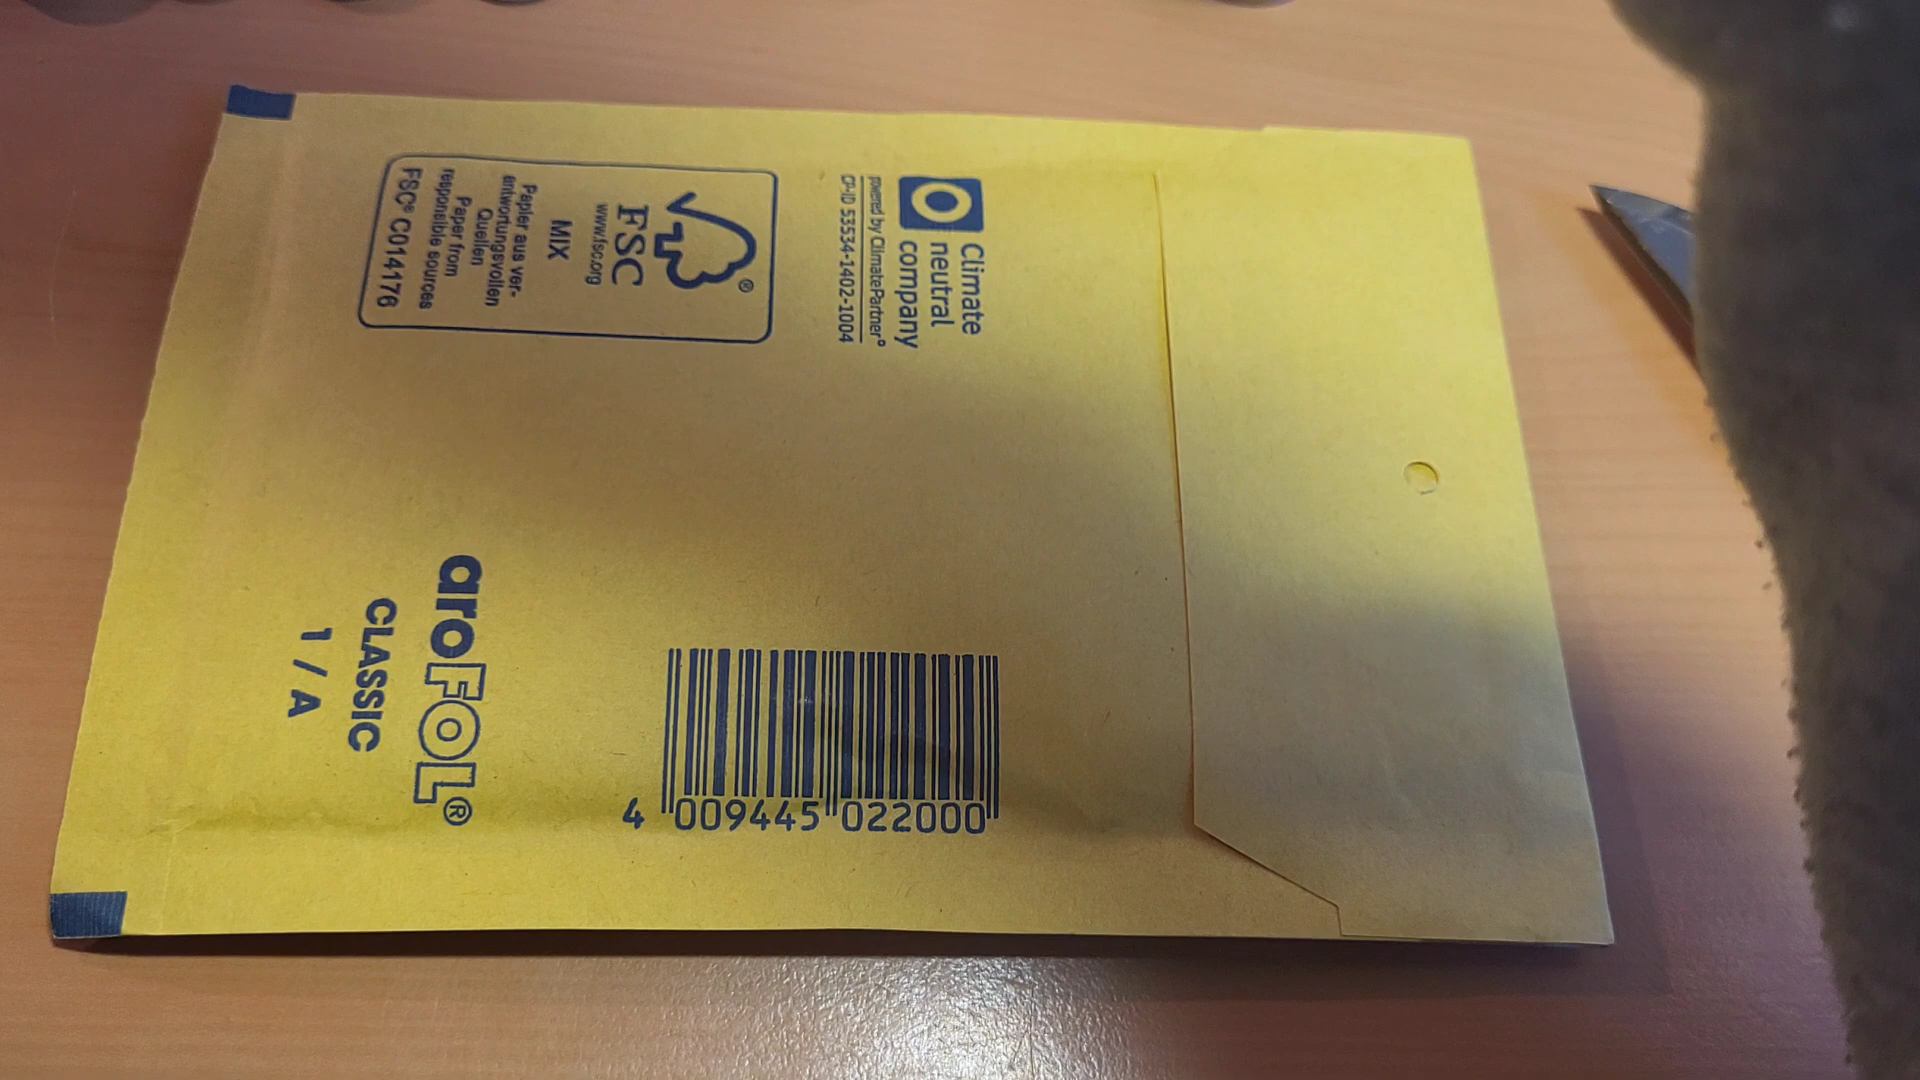 Climate
neutral
company
powered by ClimatePartner°
CP-ID 53534-1402-1004
®
FSC
www.fsc.org
MIX
Papier aus ver-
antwortungsvollen
Quellen
Paper from
responsible sources
FSC® C014176
aroFOL®
CLASSIC
1 / A
4 009445 022000